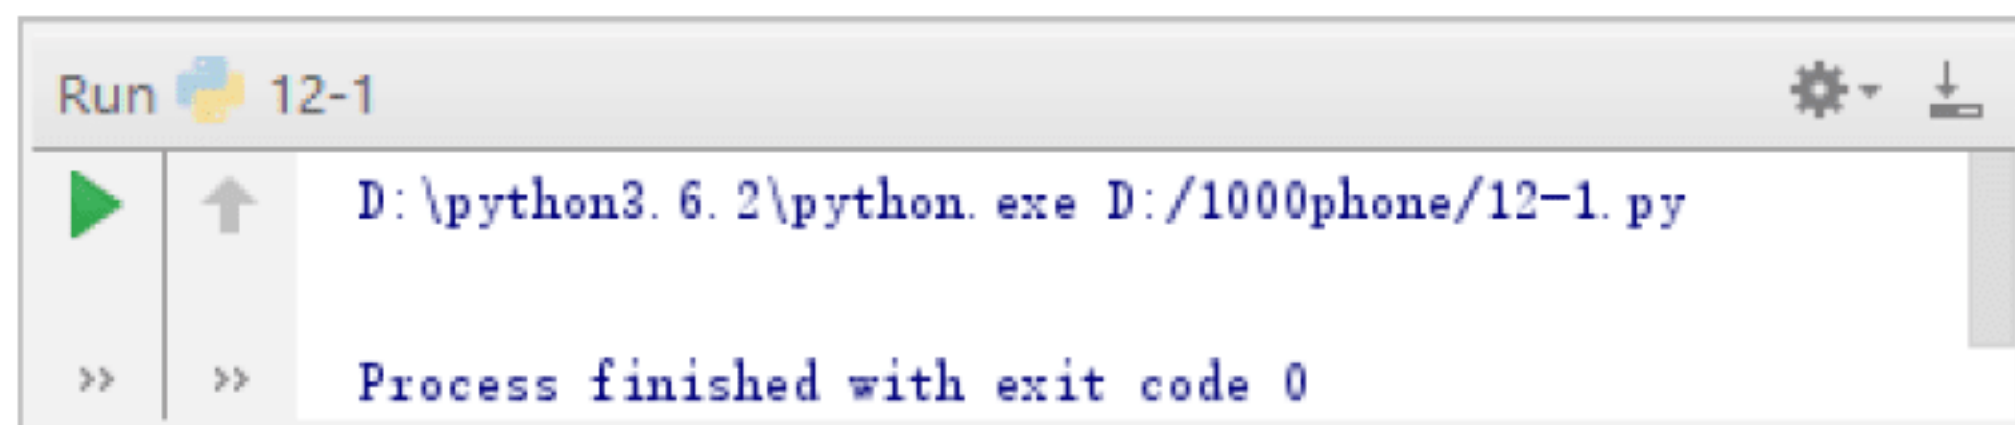 Run 12-1
D:\python3.6.2\python.exe D:/1000phone/12-1.py
Process finished with exit code 0